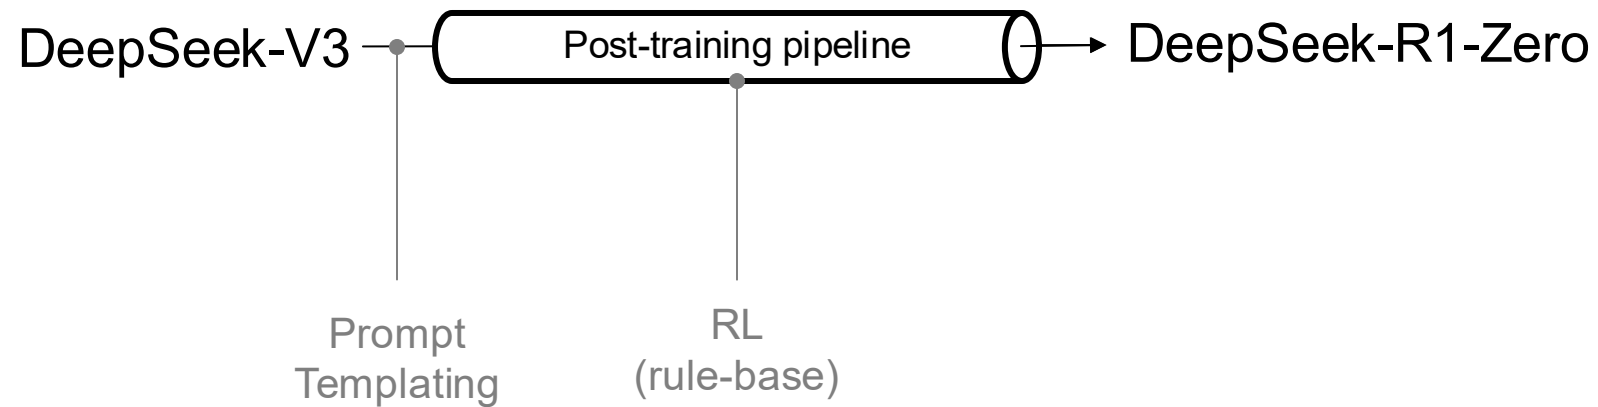 DeepSeek-V3
Post-training pipeline
DeepSeek-R1-Zero
Prompt
Templating
RL
(rule-base)